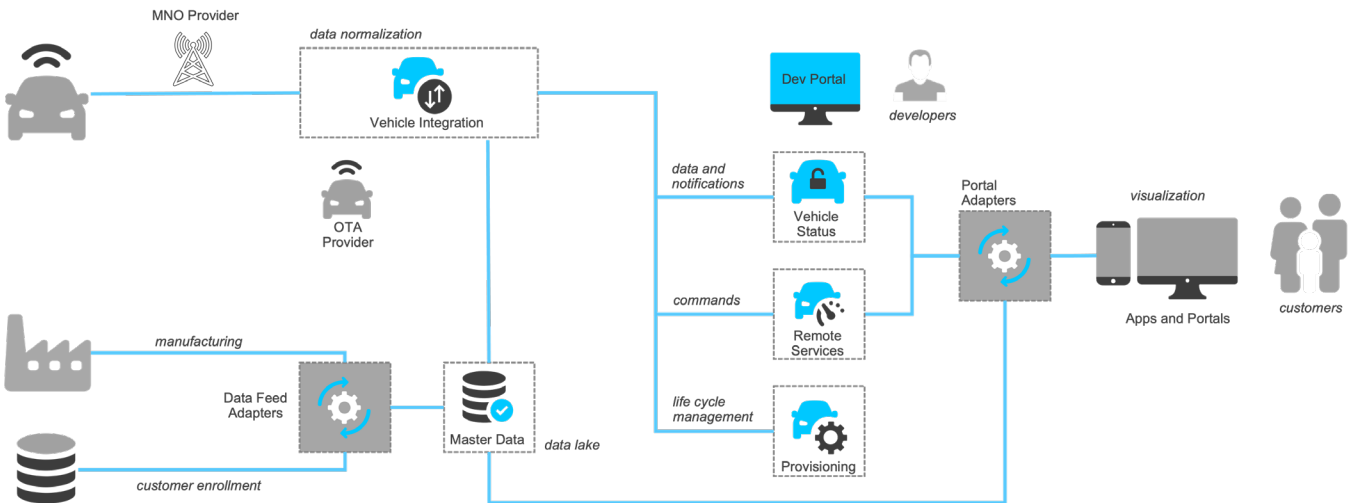 MNO Provider
data normalization
Vehicle Integration
OTA
Provider
manufacturing
Data Feed
Adapters
customer enrollment
Master Data
data lake
Dev Portal
developers
data and
notifications
Vehicle
Status
commands
Remote
Services
life cycle
management
Provisioning
Portal
Adapters
visualization
Apps and Portals
customers